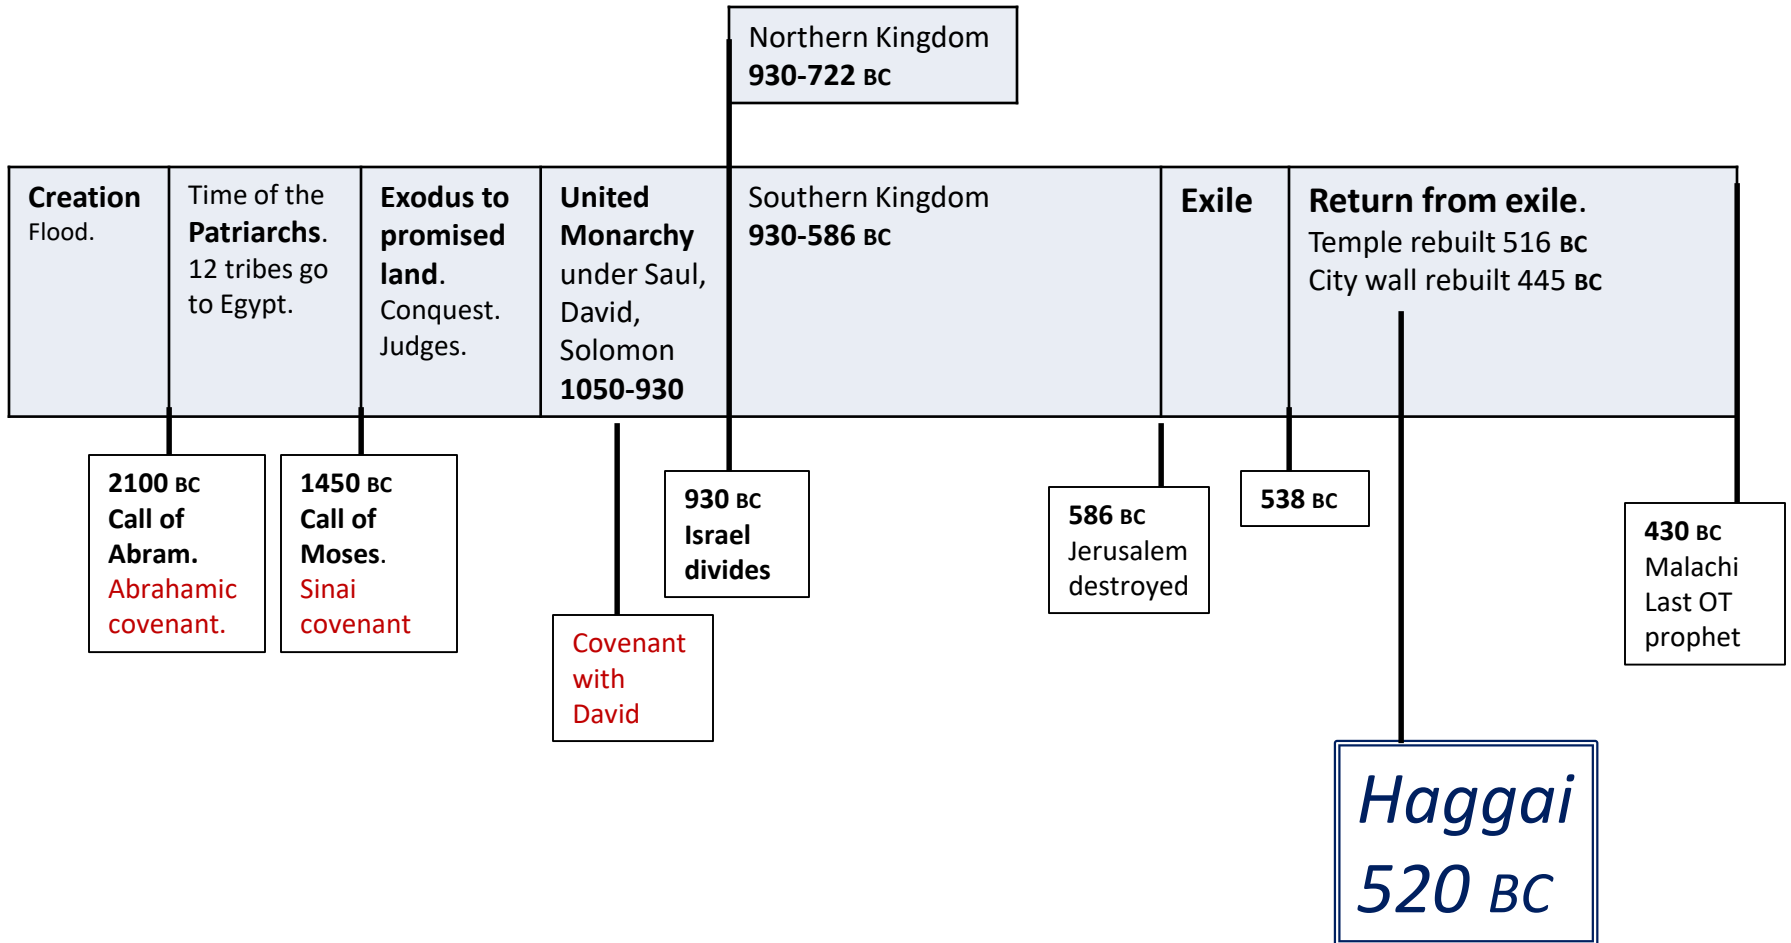 Northern Kingdom
930-722 BC
Creation
Flood.
Time of the
Patriarchs.
12 tribes go
to Egypt.
Exodus to
promised
land.
Conquest.
Judges.
United
Monarchy
under Saul,
David,
Solomon
1050-930
Southern Kingdom
930-586 BC
Exile
Return from exile.
Temple rebuilt 516 BC
City wall rebuilt 445 BC
2100 BC
Call of
Abram.
Abrahamic
covenant.
1450 BC
Call of
Moses.
Sinai
covenant
Covenant
with
David
930 BC
Israel
divides
586 BC
Jerusalem
destroyed
538 BC
430 BC
Malachi
Last OT
prophet
Haggai
520 BC